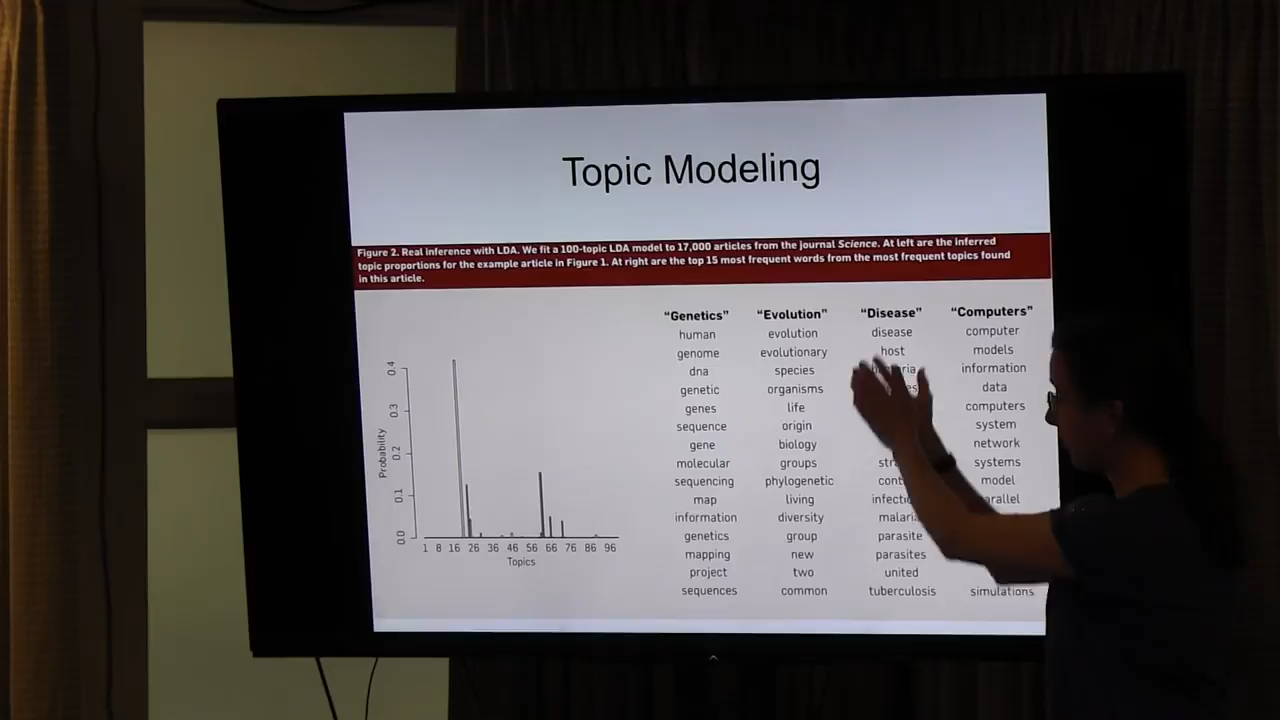 Topic Modeling
Figure 2. Real inference with LDA. We fit a 100-topic LDA model to 17,000 articles from the journal Science. At left are the inferred
topic proportions for the example article in Figure 1. At right are the top 15 most frequent words from the most frequent topics found
in this article.
“Genetics” “Evolution” “Disease” “Computers”
human evolution disease computer
genome evolutionary host models
dna species information
genetic organisms data
genes life computers
sequence origin system
gene biology network
molecular groups systems
sequencing phylogenetic model
map living
information diversity
genetics group parasite
mapping new parasites
project two united
sequences common tuberculosis simulations
Probability
0.4
0.3
0.2
0.1
0.0
1 8 16 26 36 46 56 66 76 86 96
Topics